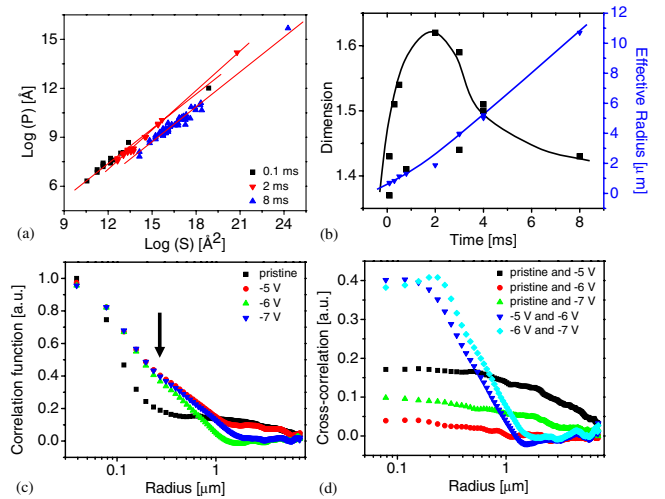 (a)
Log (P) [Å]
15
12
9
6
9
12
15
18
21
24
27
Log (S) [Å²]
0.1 ms
2 ms
8 ms
(b)
Dimension
1.6
1.5
1.4
0
2
4
6
8
Time [ms]
Effective Radius [μ m]
11
10
8
6
4
2
0
(c)
Correlation function [a.u.]
1.0
0.8
0.6
0.4
0.2
0.0
0.1
1
Radius [μm]
pristine
-5 V
-6 V
-7 V
(d)
Cross-correlation [a.u.]
0.4
0.3
0.2
0.1
0.0
0.1
1
Radius [μm]
pristine and -5 V
pristine and -6 V
pristine and -7 V
-5 V and -6 V
-6 V and -7 V